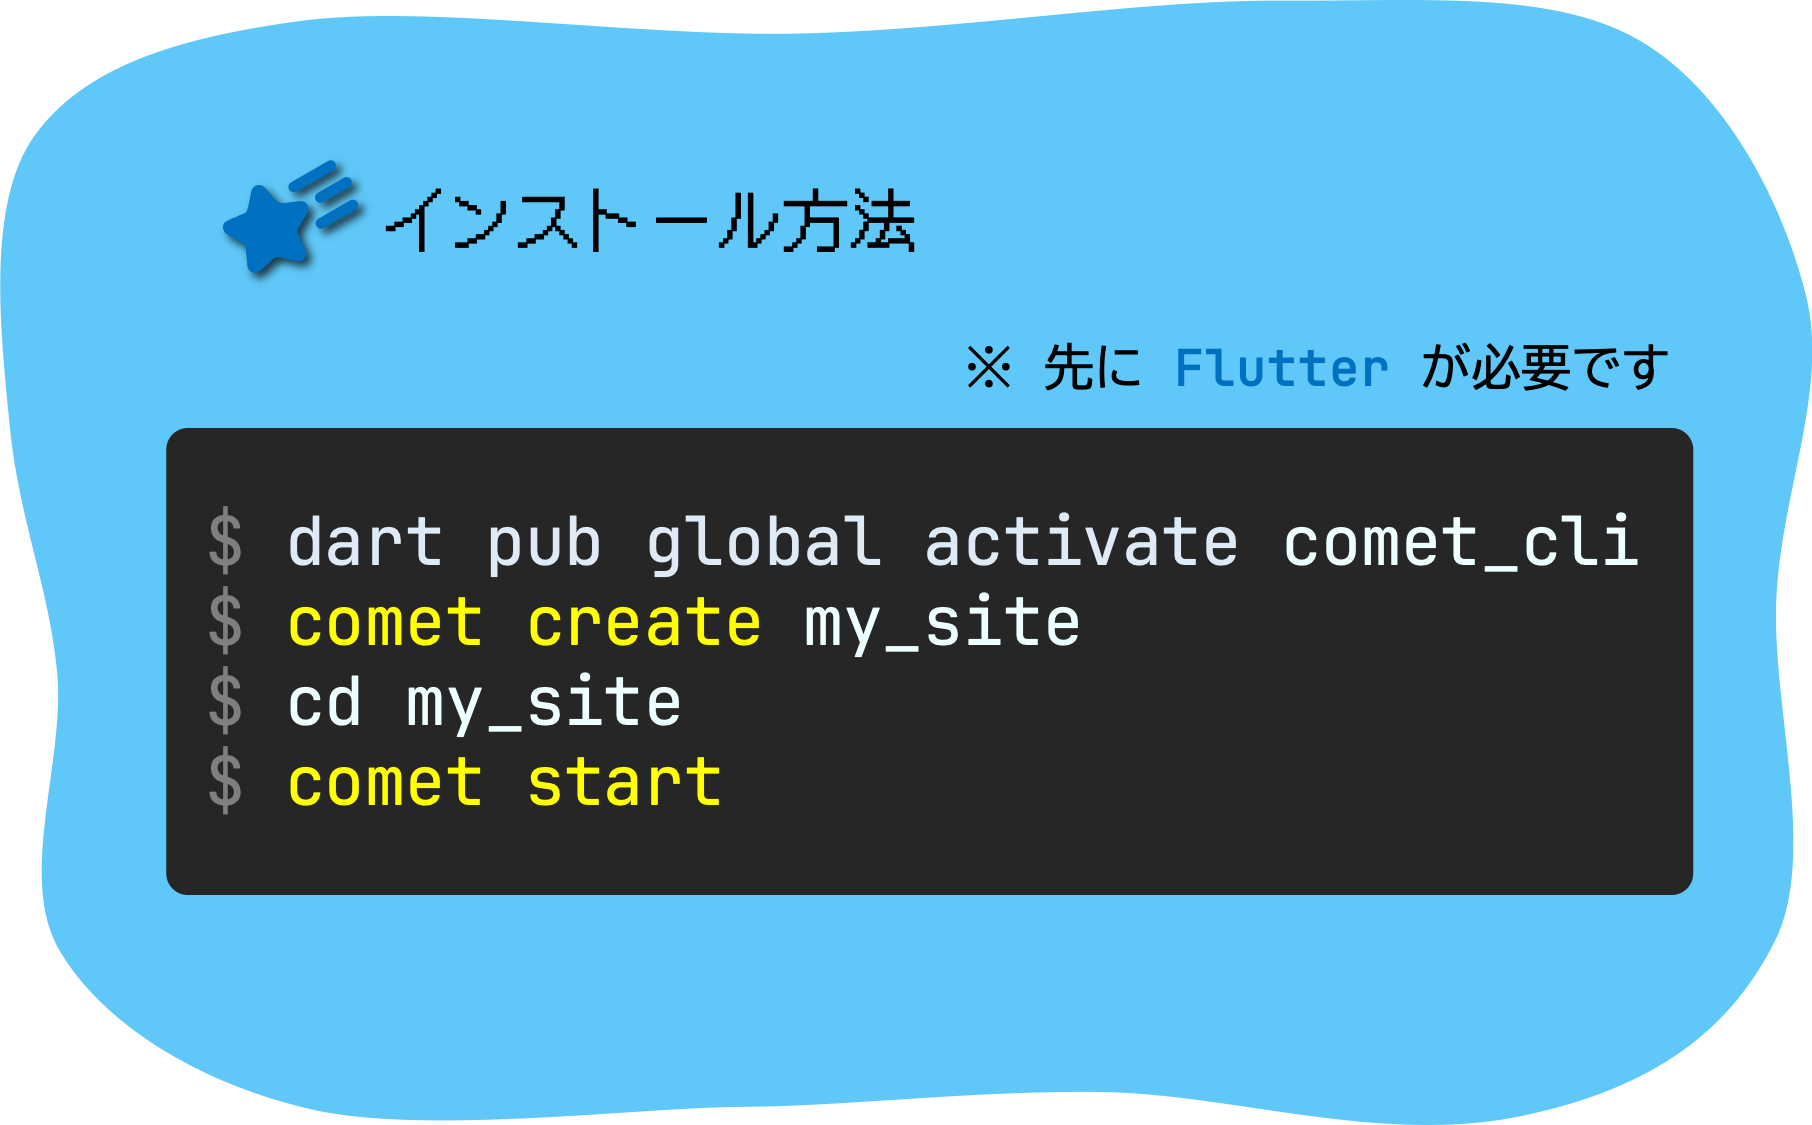 インストール方法
※ 先に Flutter が必要です
$ dart pub global activate comet_cli
$ comet create my_site
$ cd my_site
$ comet start